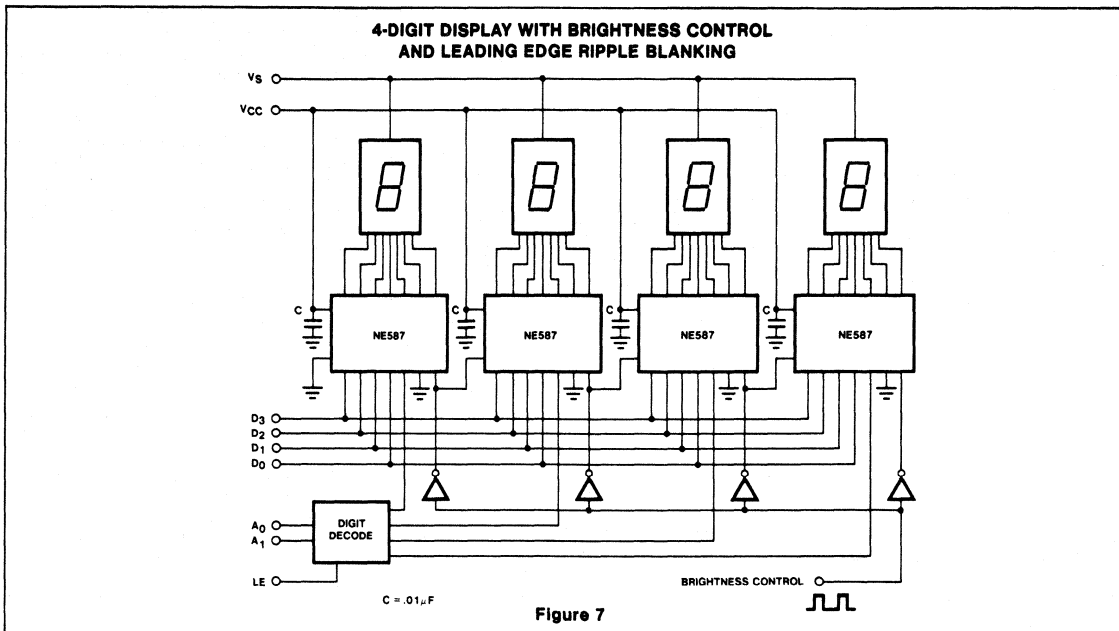 4-DIGIT DISPLAY WITH BRIGHTNESS CONTROL
AND LEADING EDGE RIPPLE BLANKING
VS
VCC
C
C
C
C
NE587
NE587
NE587
NE587
D3
D2
D1
D0
A0
A1
DIGIT
DECODE
LE
BRIGHTNESS CONTROL
C = .01μF
Figure 7